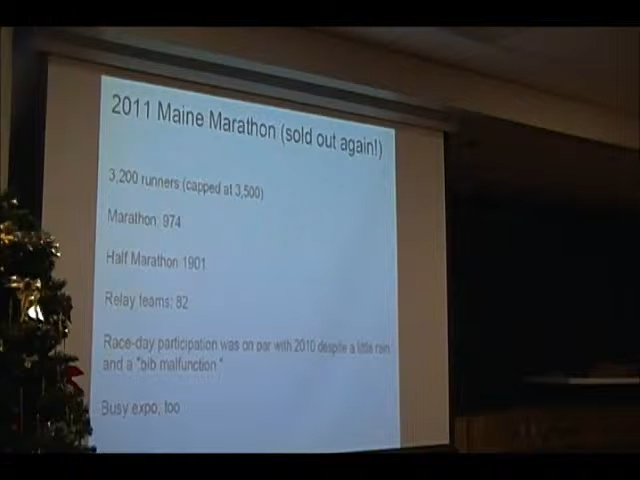 2011 Maine Marathon (sold out again!)
3,200 runners (capped at 3,500)
Marathon: 974
Half Marathon 1901
Relay teams: 82
Race-day participation was on par with 2010 despite a little rain
and a "bib malfunction."
Busy expo, too